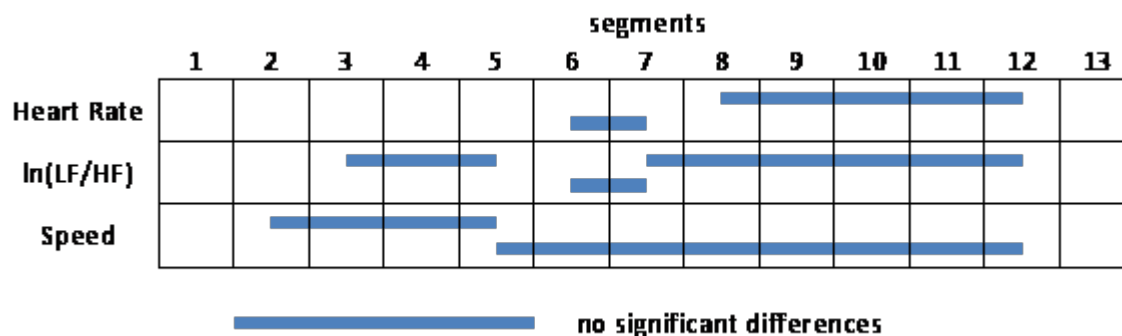 segments
1 2 3 4 5 6 7 8 9 10 11 12 13
Heart Rate
ln(LF/HF)
Speed
no significant differences